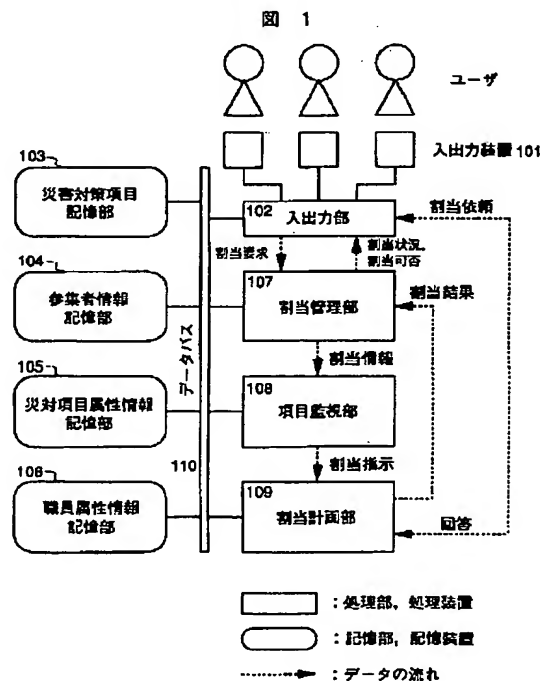 図 1
ユーザ
入出力装置 101
103
災害対策項目
記憶部
102
入出力部
割当依頼
割当要求
割当状況,
割当可否
104
参集者情報
記憶部
107
割当管理部
割当結果
データバス
割当情報
105
災対項目属性情報
記憶部
108
項目監視部
110
割当指示
106
職員属性情報
記憶部
109
割当計画部
回答
：処理部，処理装置
：記憶部，記憶装置
：データの流れ